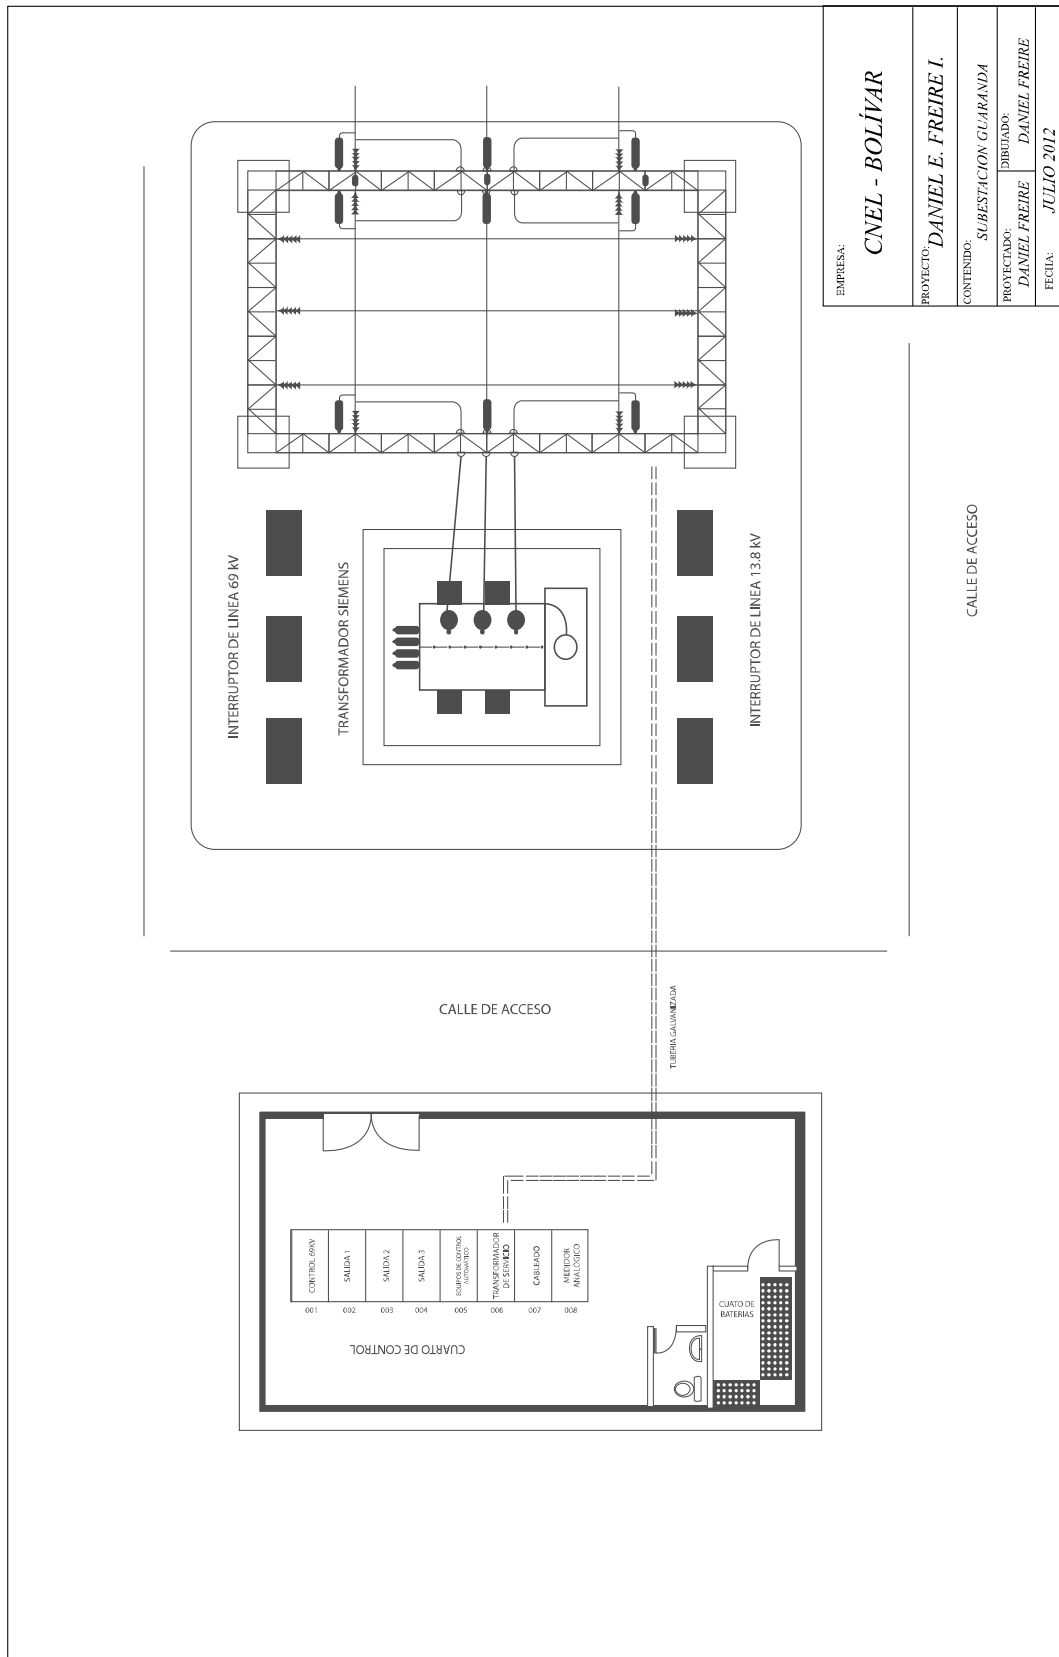 EMPRESA:
CNEL - BOLÍVAR
PROYECTO:
DANIEL E. FREIRE I.
CONTENIDO:
SUBESTACION GUARANDA
PROYECTADO:
DANIEL FREIRE
DIBUJADO:
DANIEL FREIRE
FECHA:
JULIO 2012
INTERRUPTOR DE LINEA 69 kV
TRANSFORMADOR SIEMENS
INTERRUPTOR DE LINEA 13.8 kV
CALLE DE ACCESO
CALLE DE ACCESO
TUBERIA GALVANIZADA
CONTROL 69KV
SALIDA 1
SALIDA 2
SALIDA 3
EQUIPOS DE CONTROL
AUTOMÁTICO
TRANSFORMADOR
DE SERVICIO
CABLEADO
MEDIDOR
ANALOGICO
001
002
003
004
005
006
007
008
CUARTO DE CONTROL
CUATO DE
BATERIAS